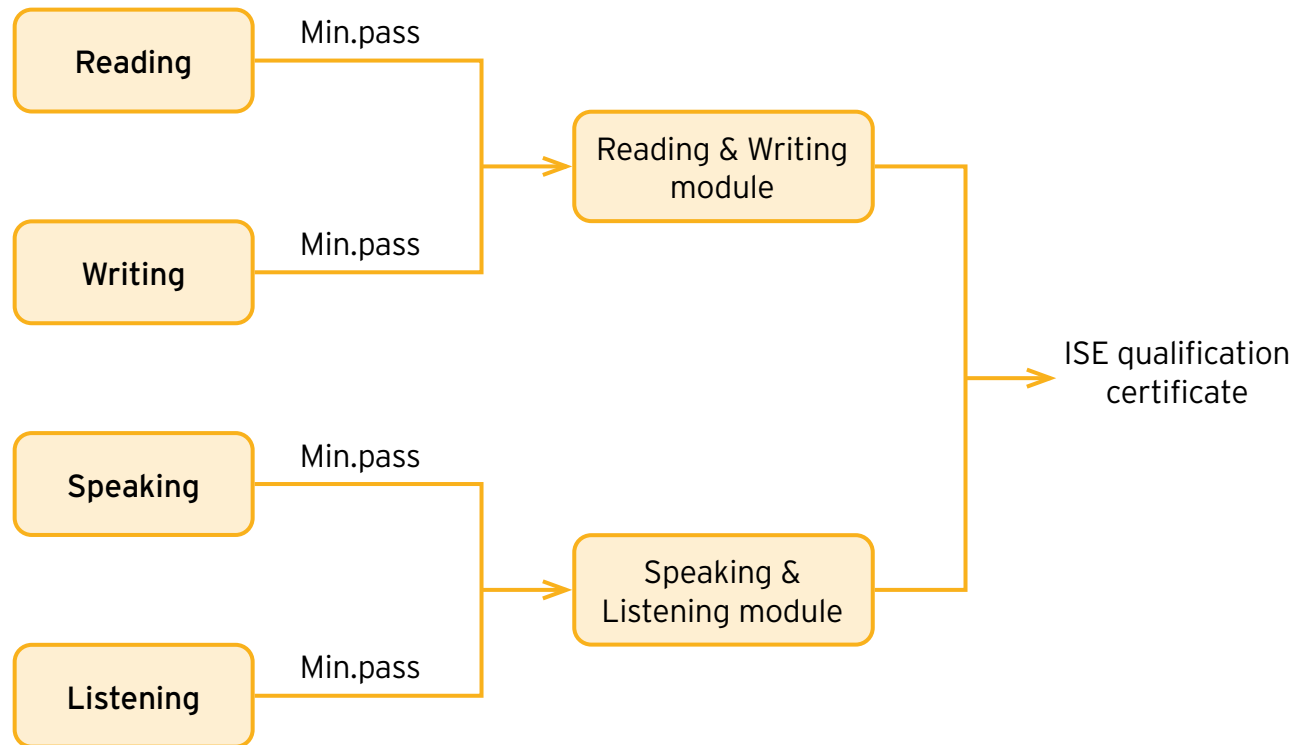 Reading
Min.pass
Writing
Min.pass
Reading & Writing
module
Speaking
Min.pass
Listening
Min.pass
Speaking &
Listening module
ISE qualification
certificate